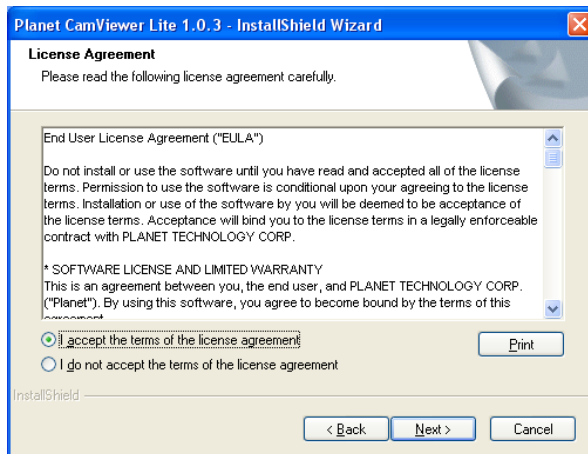 Planet CamViewer Lite 1.0.3 - InstallShield Wizard
License Agreement
Please read the following license agreement carefully.
End User License Agreement ("EULA")
Do not install or use the software until you have read and accepted all of the license
terms. Permission to use the software is conditional upon your agreeing to the license
terms. Installation or use of the software by you will be deemed to be acceptance of
the license terms. Acceptance will bind you to the license terms in a legally enforceable
contract with PLANET TECHNOLOGY CORP.
* SOFTWARE LICENSE AND LIMITED WARRANTY
This is an agreement between you, the end user, and PLANET TECHNOLOGY CORP.
("Planet"). By using this software, you agree to become bound by the terms of this
agreement
I accept the terms of the license agreement
Print
I do not accept the terms of the license agreement
InstallShield
< Back
Next >
Cancel